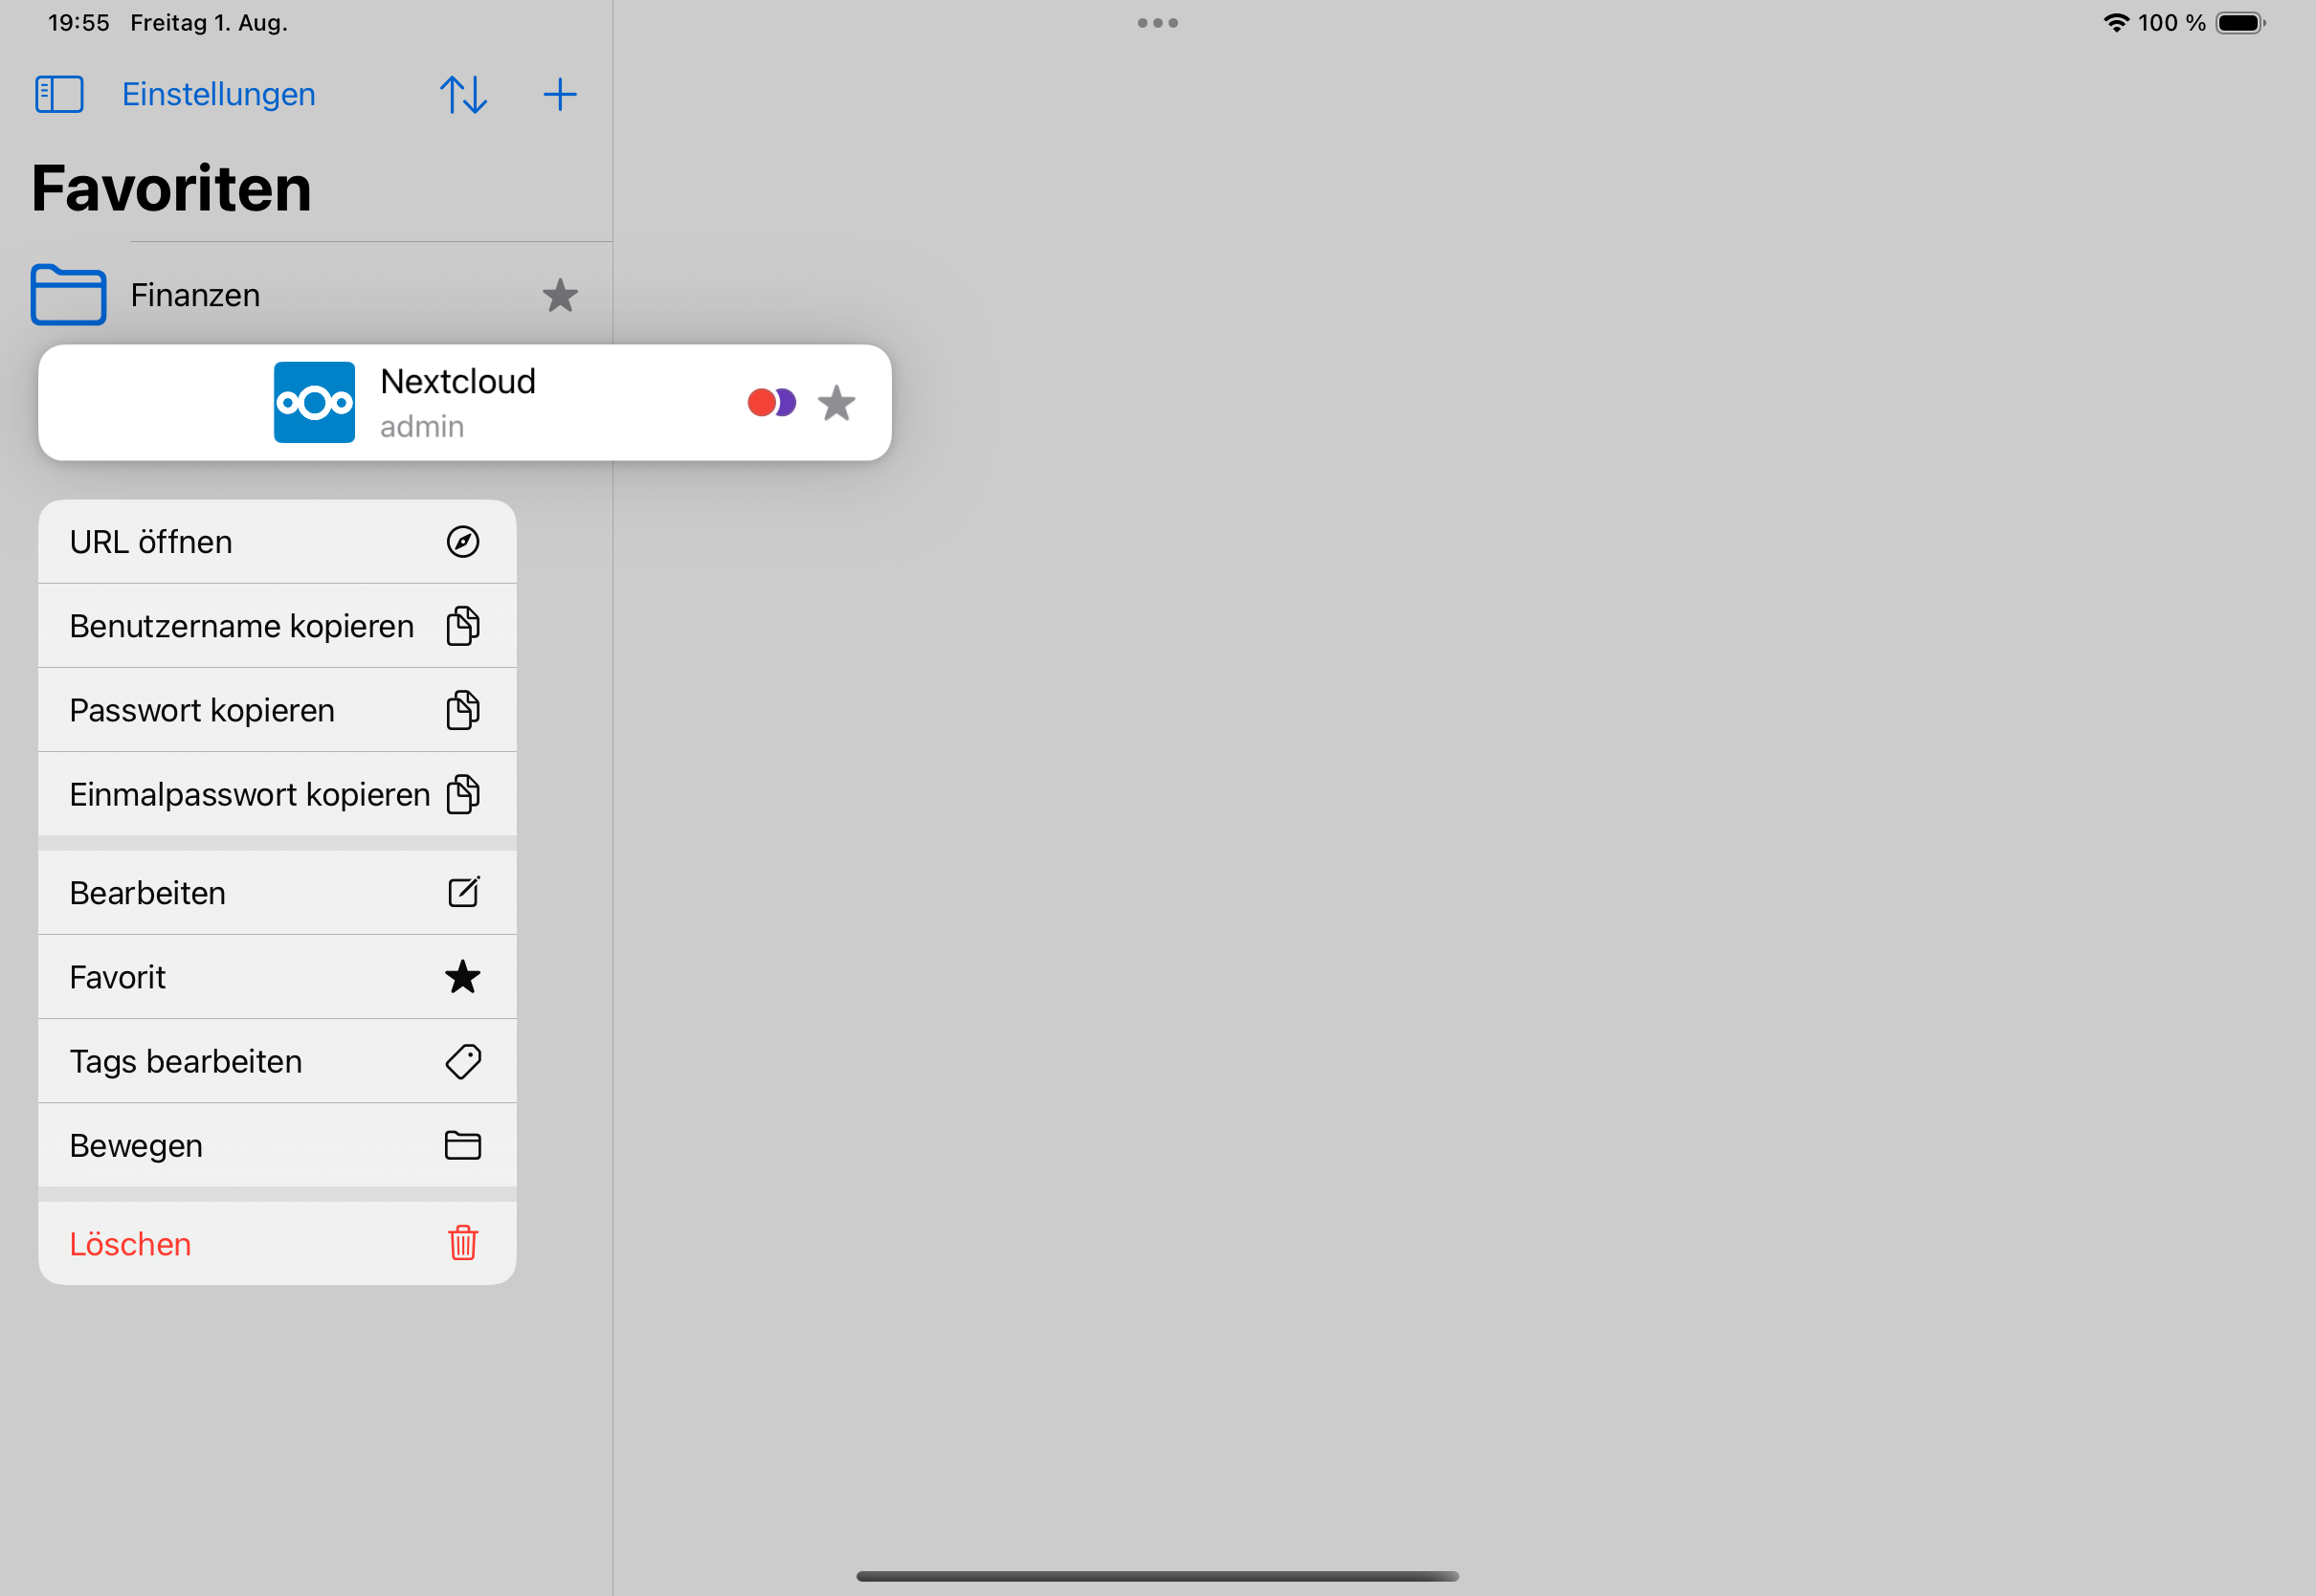 19:55 Freitag 1. Aug.
100 %
Einstellungen
Favoriten
Finanzen
Nextcloud
admin
URL öffnen
Benutzername kopieren
Passwort kopieren
Einmalpasswort kopieren
Bearbeiten
Favorit
Tags bearbeiten
Bewegen
Löschen